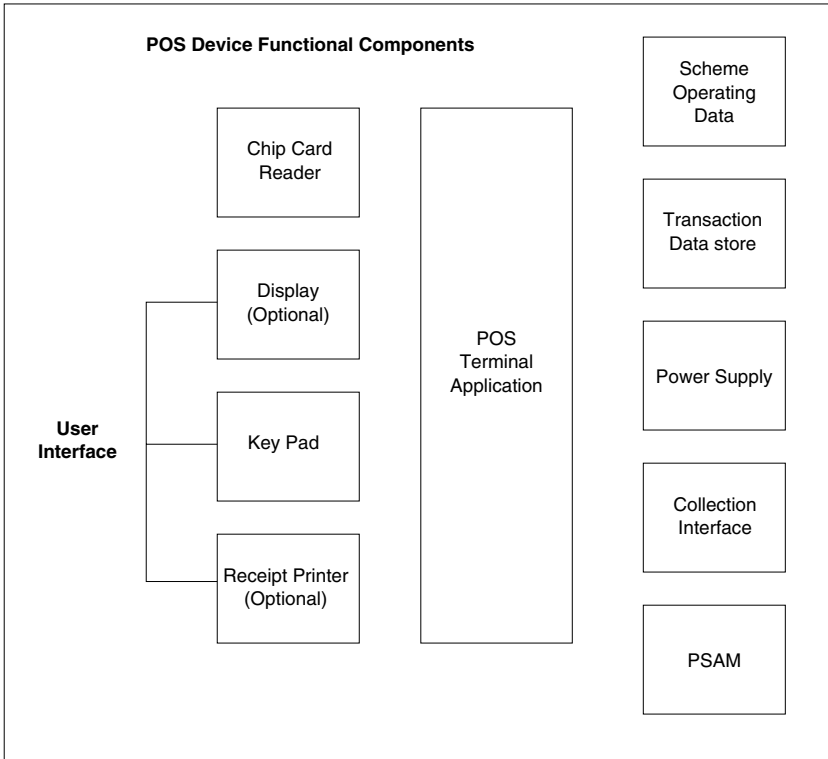 POS Device Functional Components
Chip Card
Reader
Display
(Optional)
Key Pad
Receipt Printer
(Optional)
User
Interface
POS
Terminal
Application
Scheme
Operating
Data
Transaction
Data store
Power Supply
Collection
Interface
PSAM